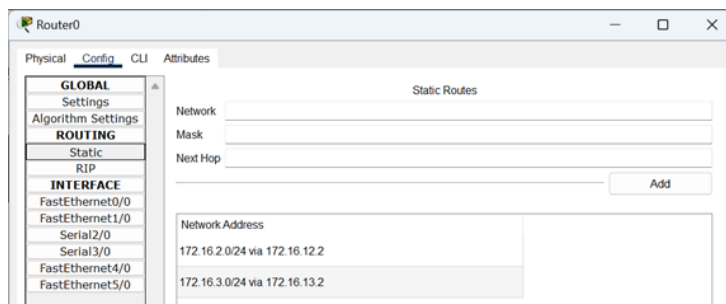 Router0
Physical Config CLI Attributes
GLOBAL
Settings
Algorithm Settings
ROUTING
Static
RIP
INTERFACE
FastEthernet0/0
FastEthernet1/0
Serial2/0
Serial3/0
FastEthernet4/0
FastEthernet5/0
Static Routes
Network
Mask
Next Hop
Add
Network Address
172.16.2.0/24 via 172.16.12.2
172.16.3.0/24 via 172.16.13.2